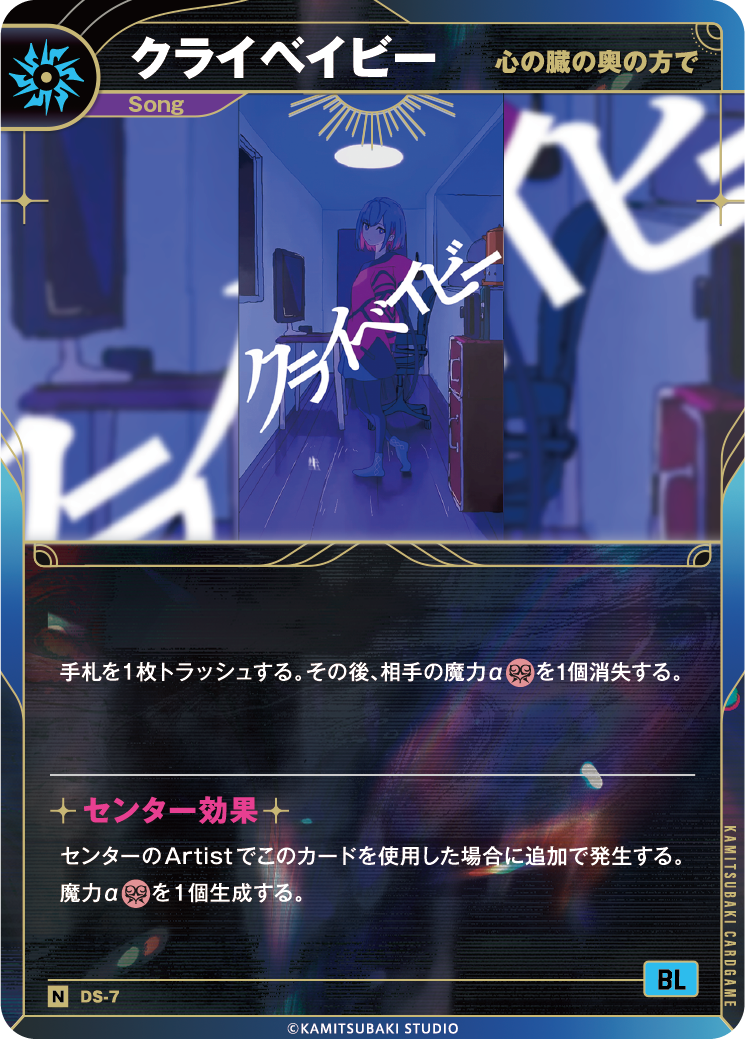 クライベイビー
心の臓の奥の方で
Song
クライベイビー
手札を1枚トラッシュする。その後、相手の魔力αを1個消失する。
センター効果
センターのArtistでこのカードを使用した場合に追加で発生する。
魔力αを1個生成する。
KAMITSUBAKI CARDGAME
BL
N DS-7
©KAMITSUBAKI STUDIO